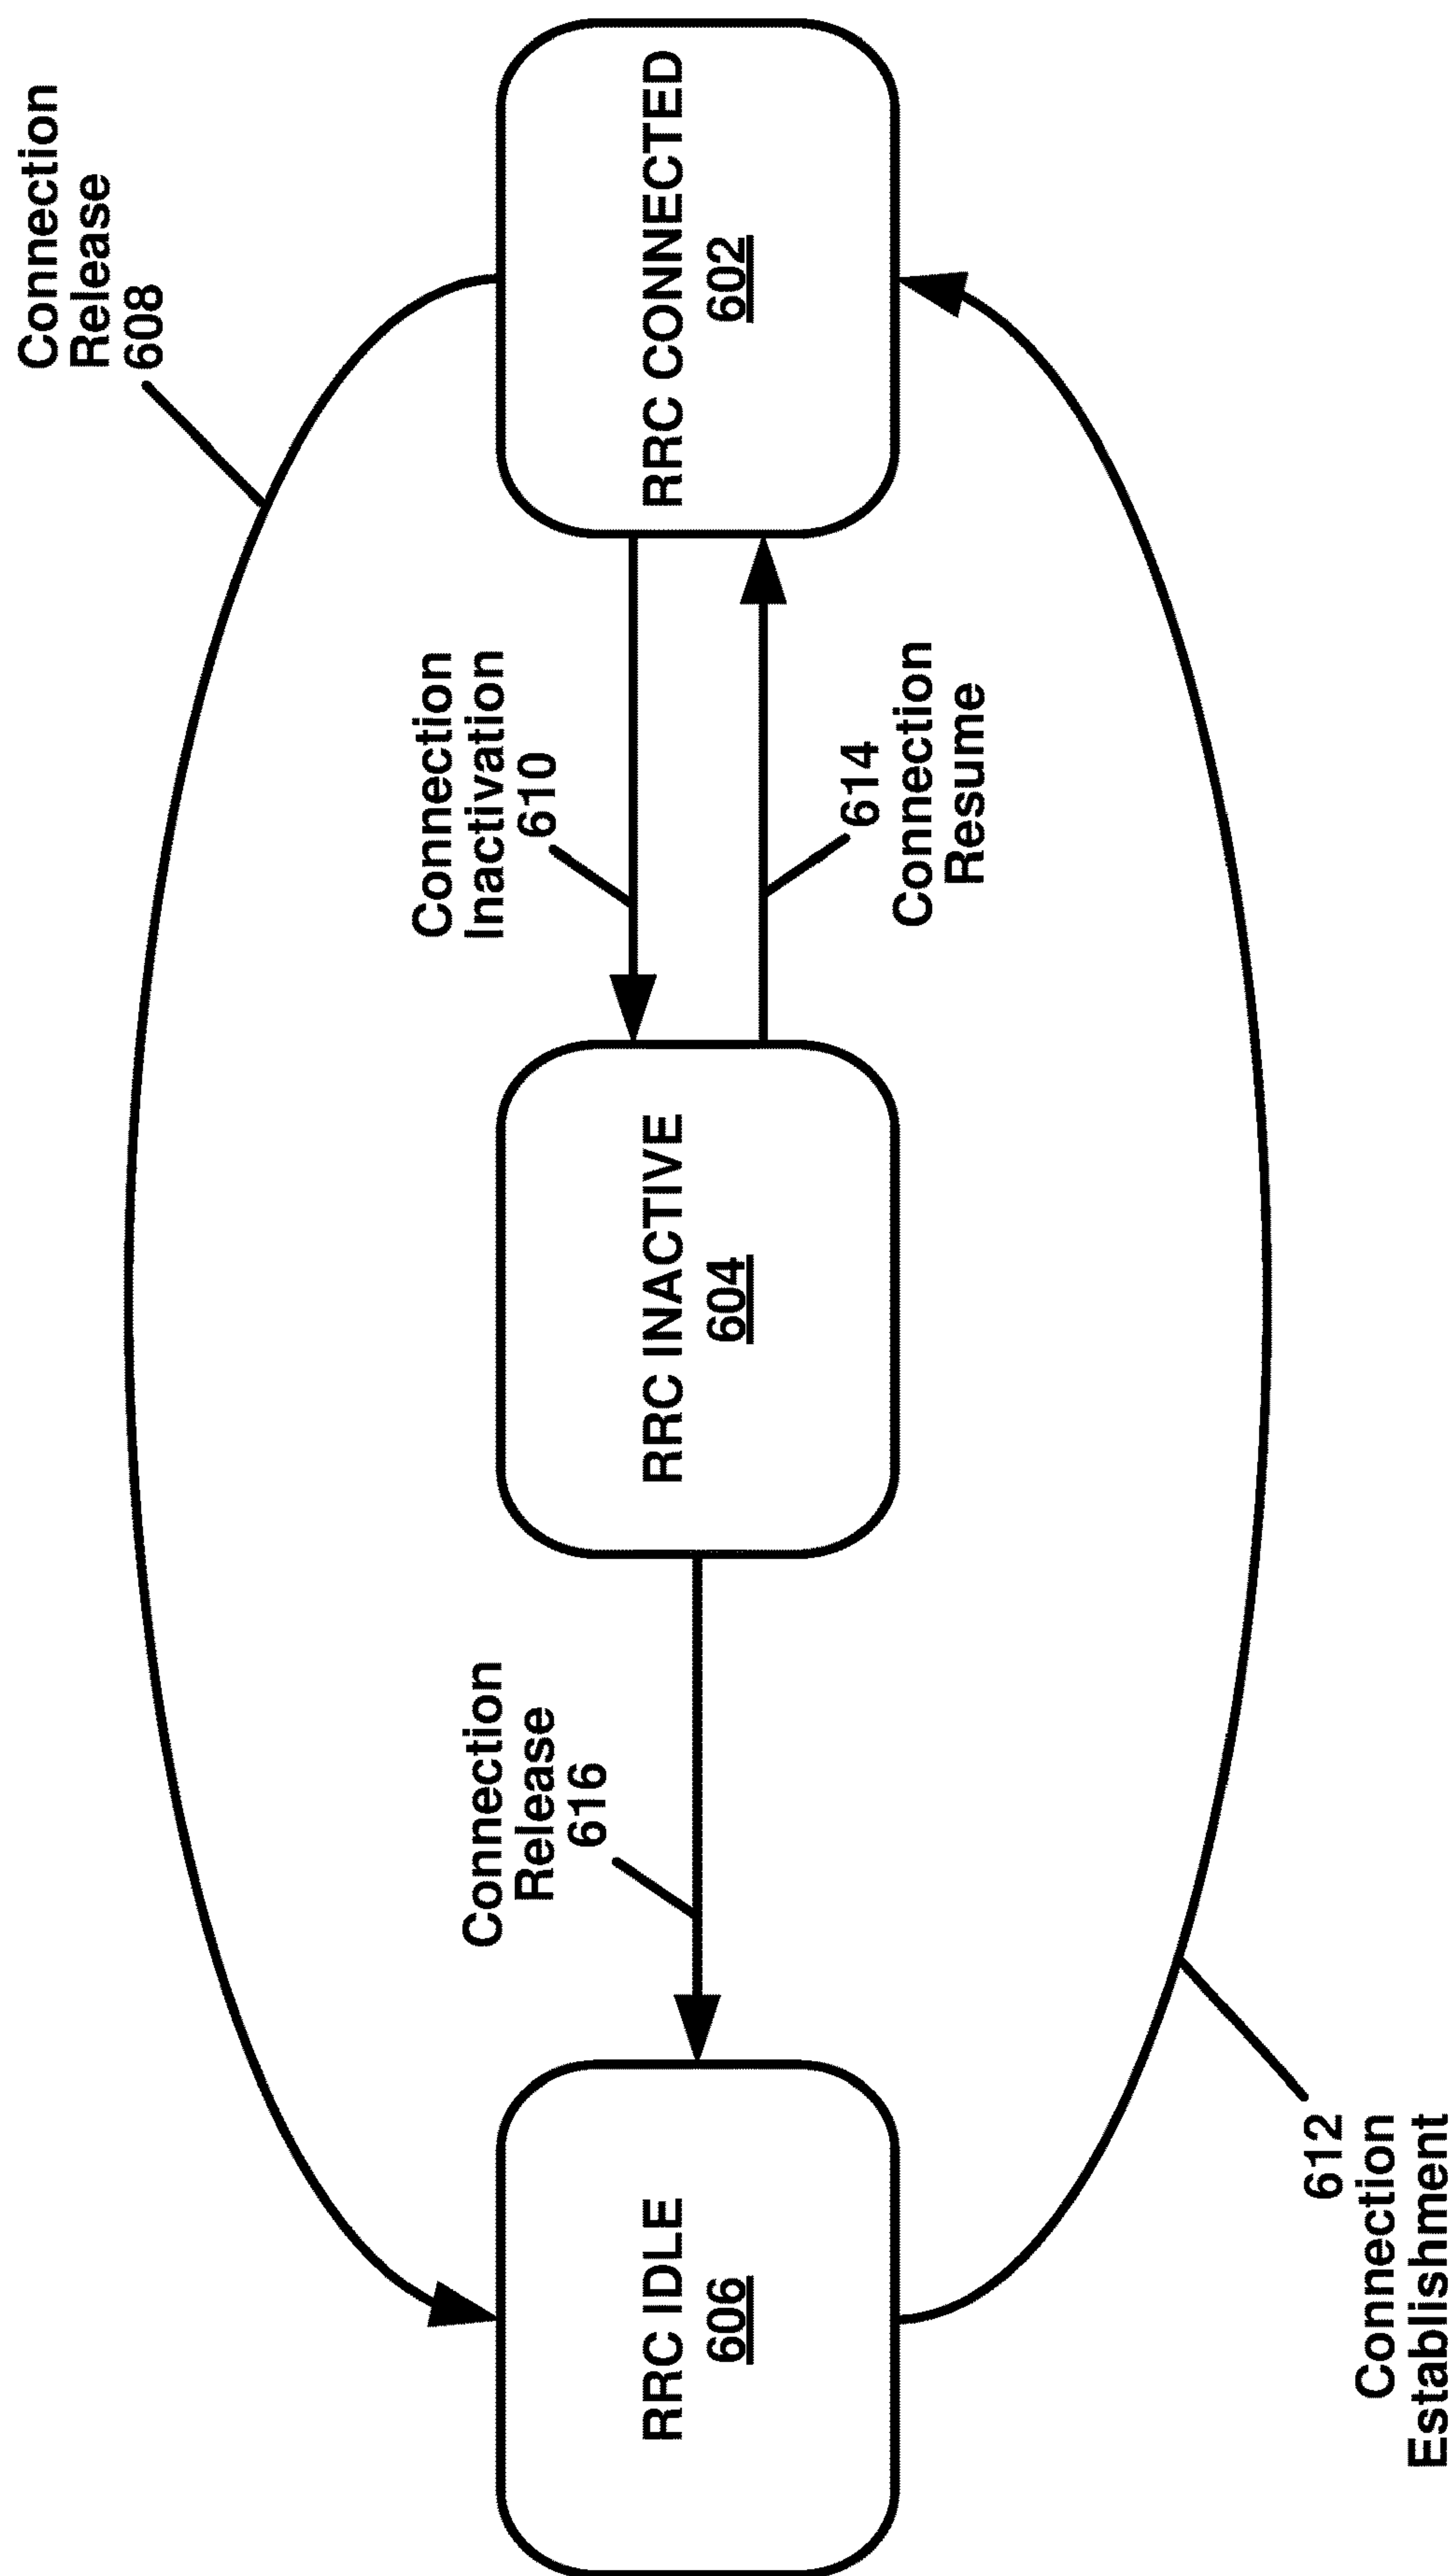 Connection
Release
608
Connection
Inactivation
610
Connection
Release
616
RRC IDLE
606
RRC INACTIVE
604
RRC CONNECTED
602
614
Connection
Resume
612
Connection
Establishment